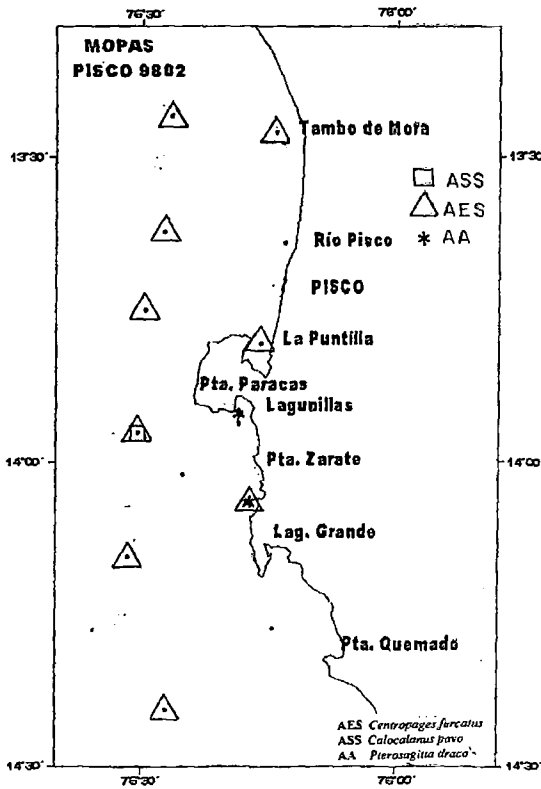 76°30' 76°00'
MOPAS
PISCO 9802
Tambo de Mora
13°30' 13°30'
ASS
AES
AA
Río Pisco
PISCO
La Puntilla
Pta. Paracas
Lagunillas
14°00' 14°00'
Pta. Zarate
Lag. Grande
Pta. Quemado
AES Centropages furcatus
ASS Calocalanus pavo
AA Pterosagitta draco
14°30' 14°30'
76°30' 76°00'